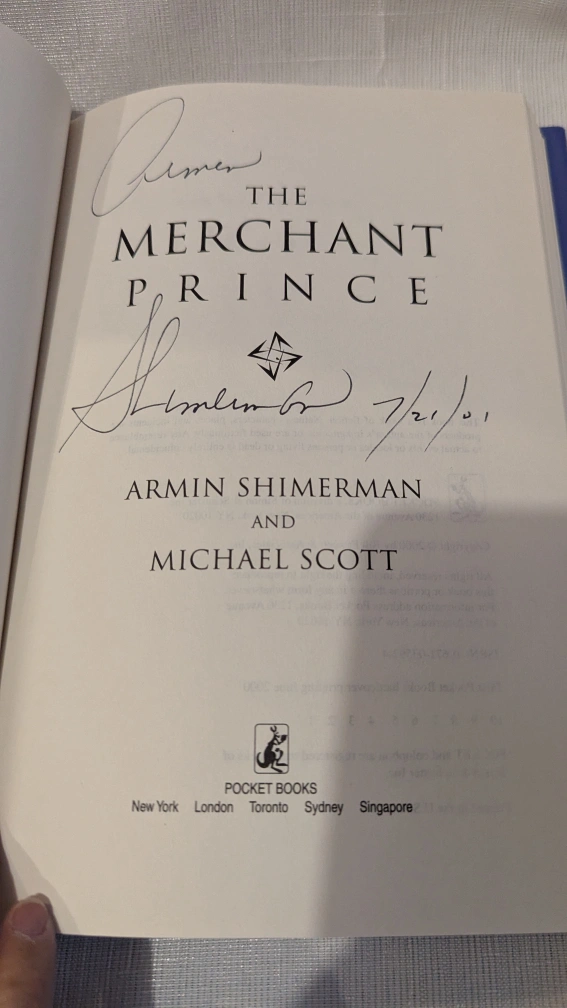 Armin
THE
MERCHANT
PRINCE
Shimerman 7/21/01
ARMIN SHIMERMAN
AND
MICHAEL SCOTT
POCKET BOOKS
New York London Toronto Sydney Singapore